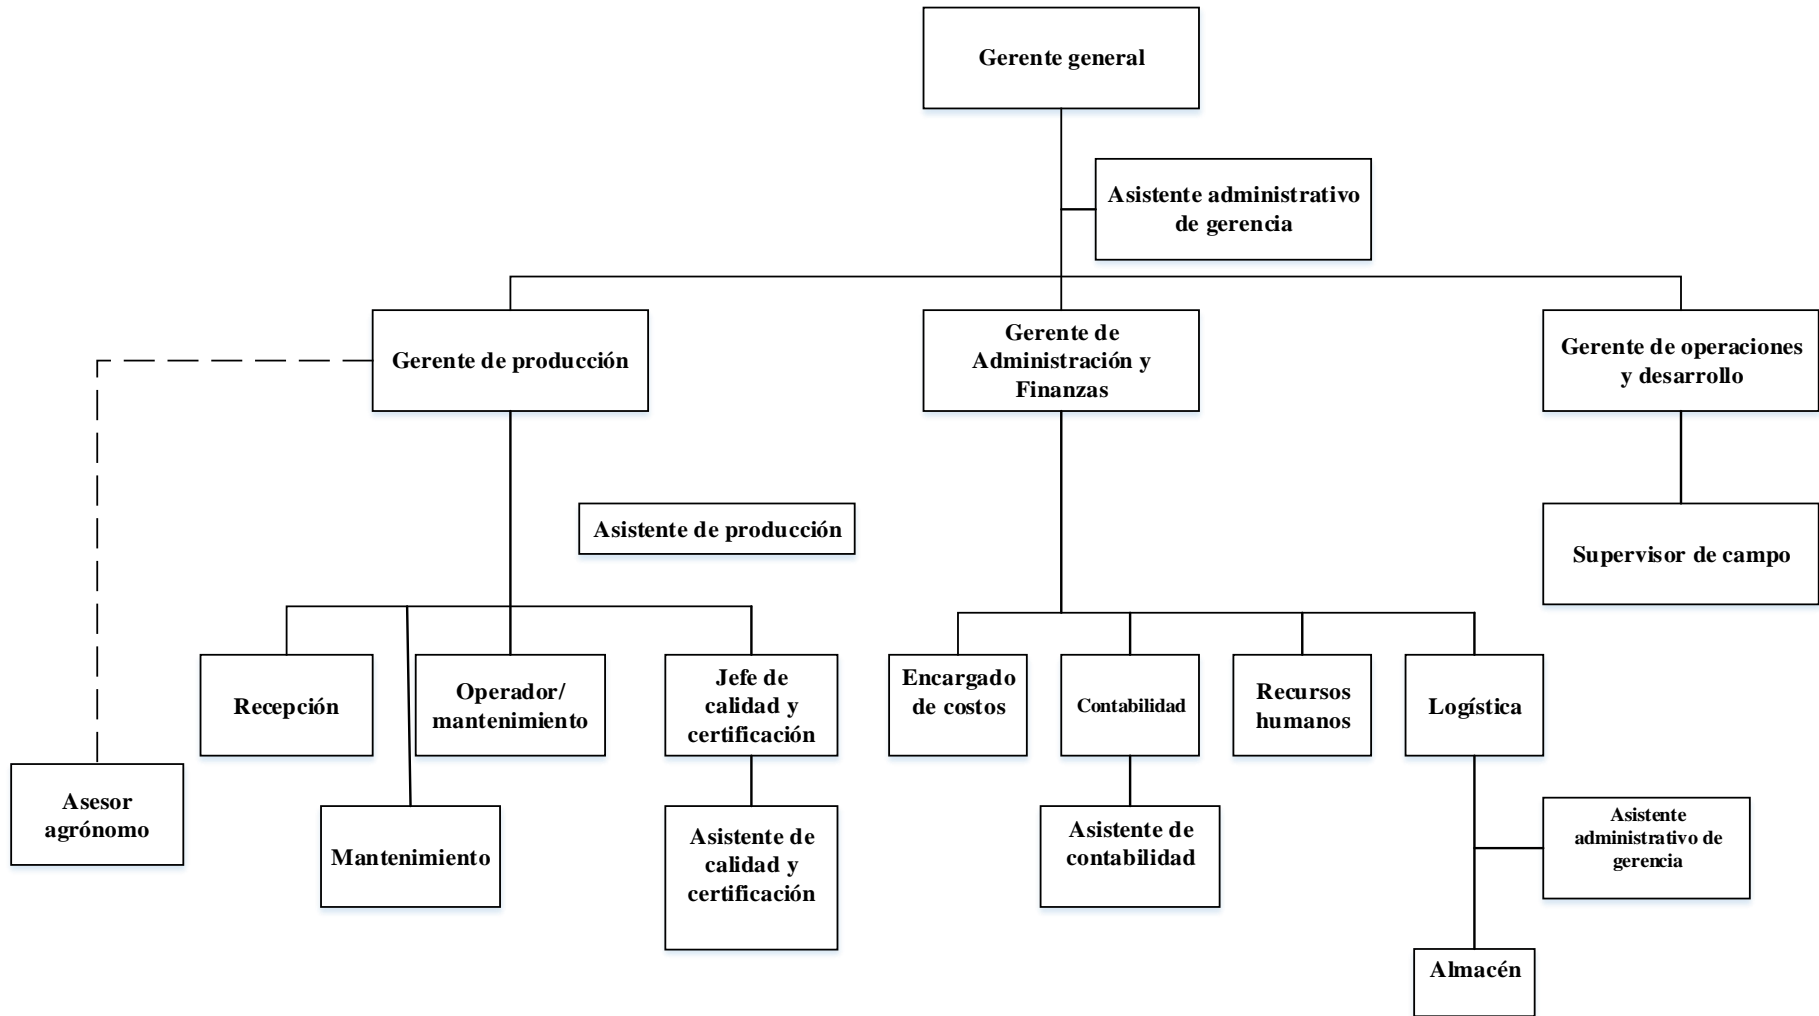 Gerente general
Asistente administrativo
de gerencia
Gerente de producción
Gerente de
Administración y
Finanzas
Gerente de operaciones
y desarrollo
Asistente de producción
Supervisor de campo
Recepción
Operador/
mantenimiento
Jefe de
calidad y
certificación
Encargado
de costos
Contabilidad
Recursos
humanos
Logística
Asesor
agrónomo
Mantenimiento
Asistente de
calidad y
certificación
Asistente de
contabilidad
Asistente
administrativo de
gerencia
Almacén